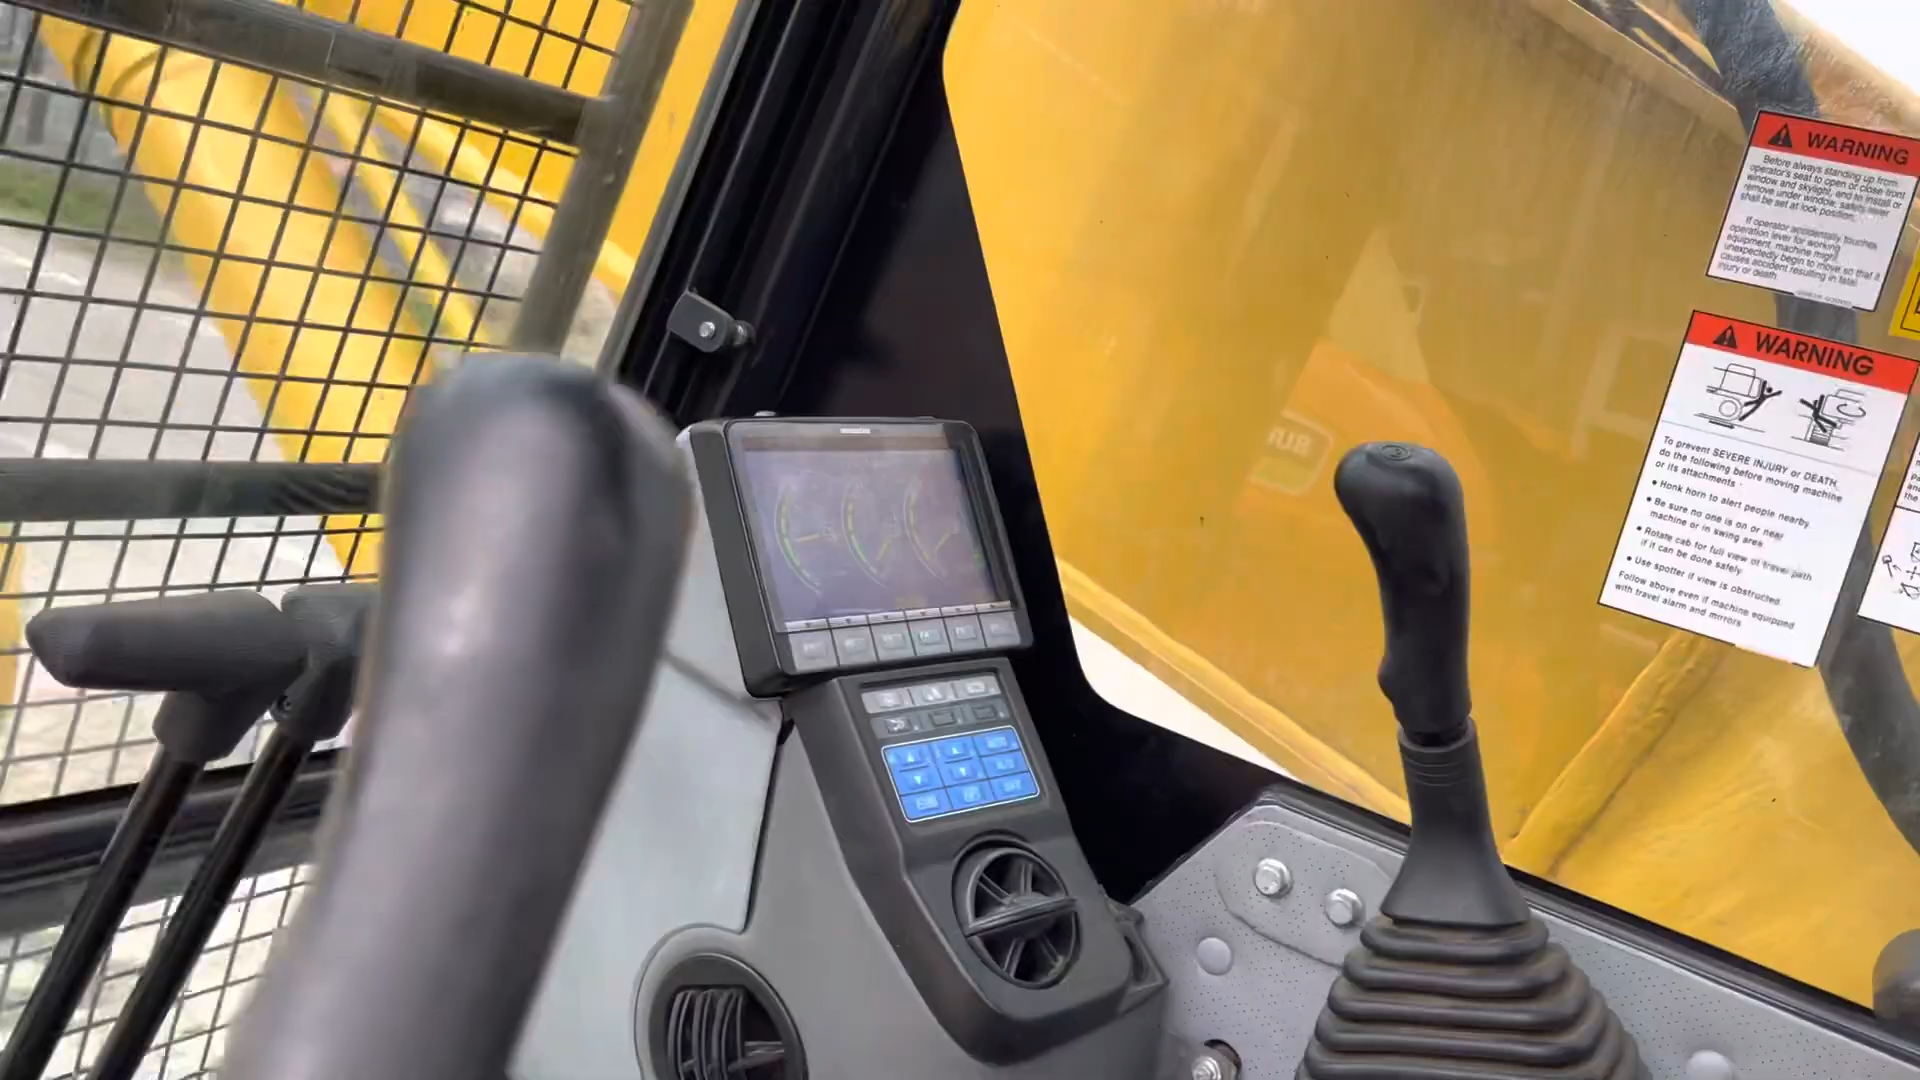 WARNING
Before always standing up from
operator's seat to open or close front
window and skylight, and to install or
remove under window, safety lever
shall be set at lock position.
If operator accidentally touches
operation lever for working
equipment, machine might
unexpectedly begin to move so that it
causes accident resulting in fatal
injury or death.
WARNING
To prevent SEVERE INJURY or DEATH,
do the following before moving machine
or its attachments
• Honk horn to alert people nearby
• Be sure no one is on or near
machine or in swing area
• Rotate cab for full view of travel path
if it can be done safely
• Use spotter if view is obstructed
Follow above even if machine equipped
with travel alarm and mirrors
AUTO